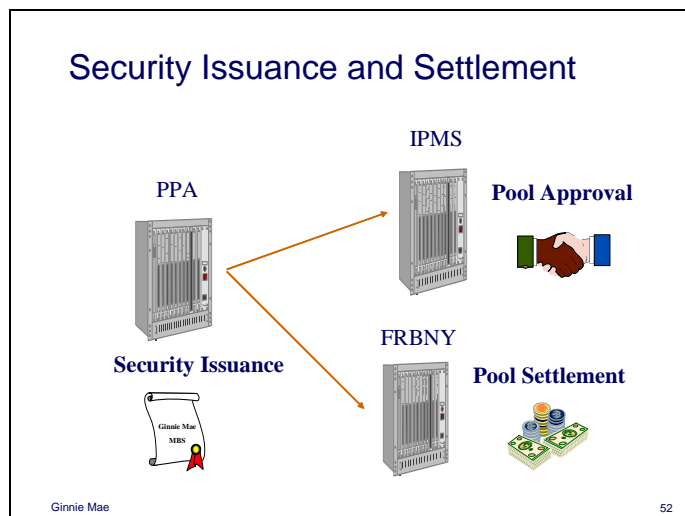 Security Issuance and Settlement
IPMS
PPA
Pool Approval
FRBNY
Security Issuance
Pool Settlement
Ginnie Mae
MBS
Ginnie Mae
52